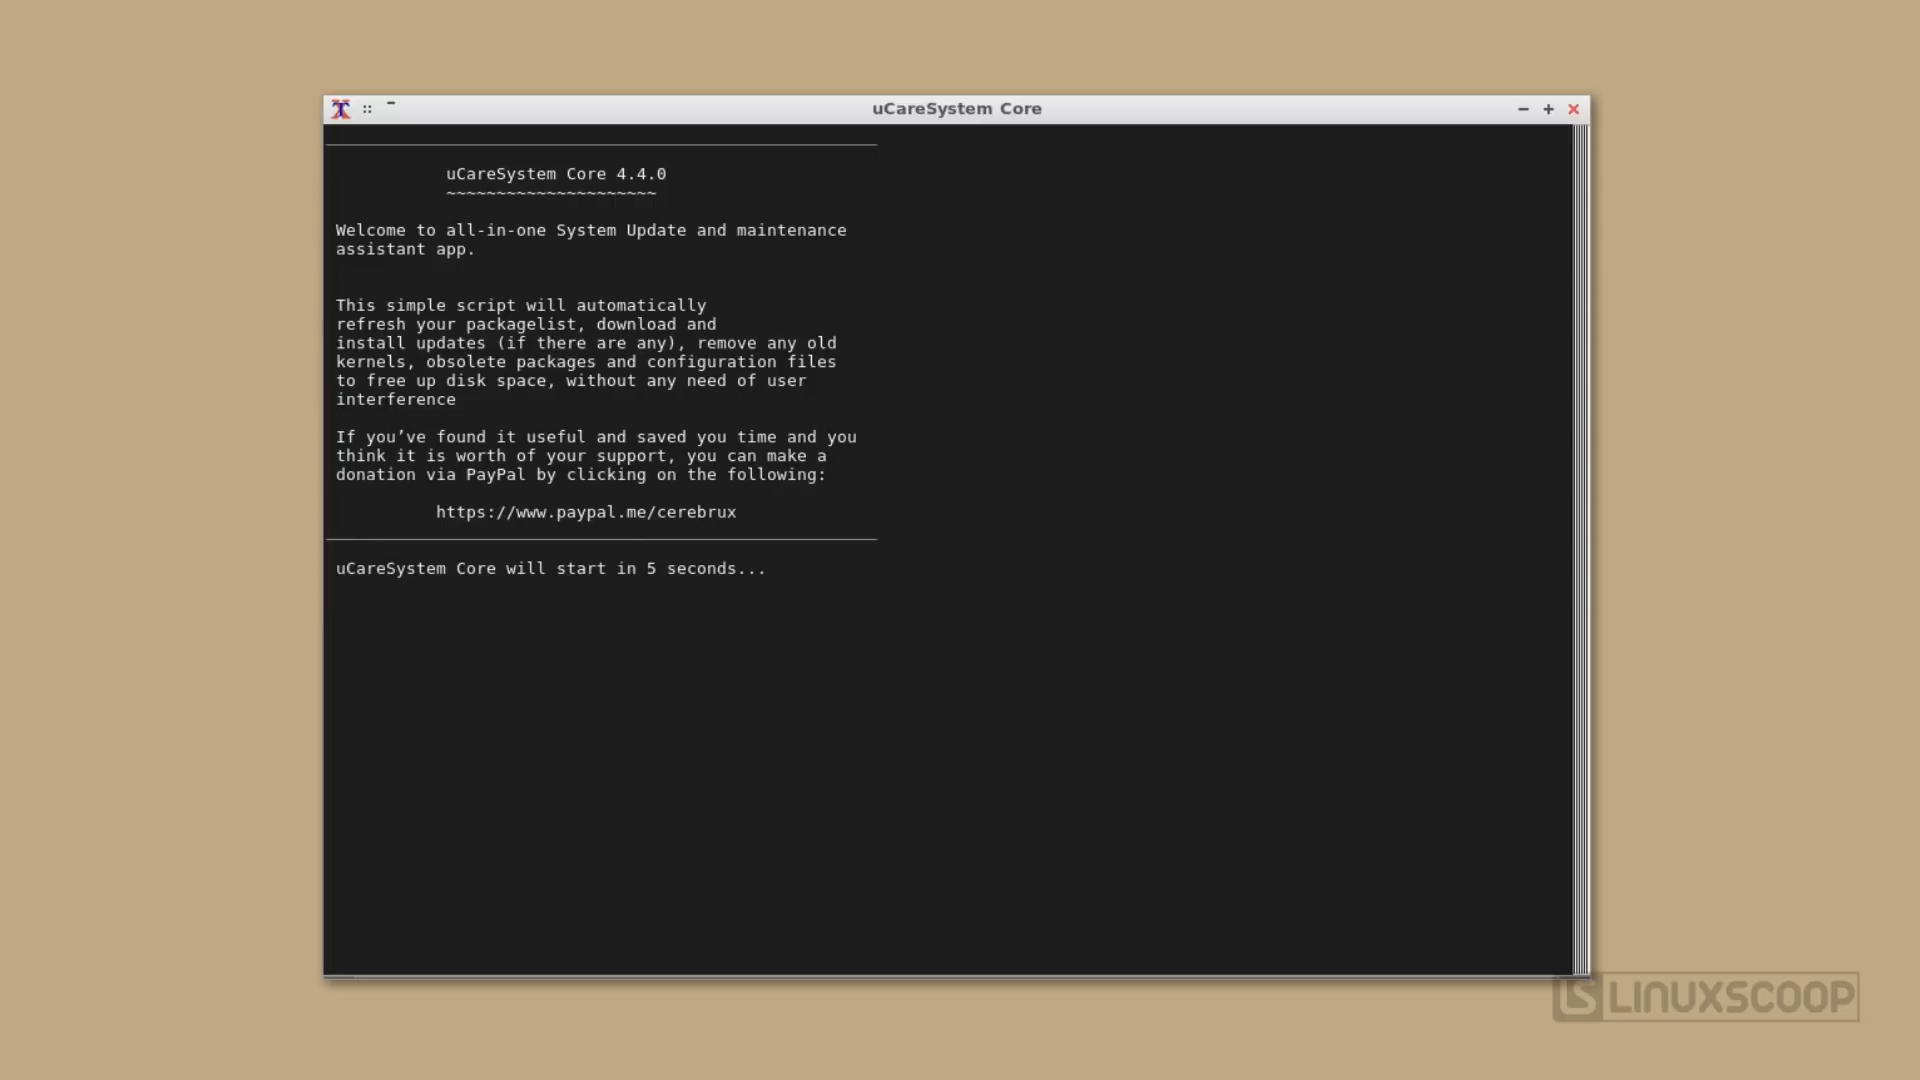 uCareSystem Core
uCareSystem Core 4.4.0
~~~~~~~~~~~~~~~~~~~~~
Welcome to all-in-one System Update and maintenance
assistant app.
This simple script will automatically
refresh your packagelist, download and
install updates (if there are any), remove any old
kernels, obsolete packages and configuration files
to free up disk space, without any need of user
interference
If you’ve found it useful and saved you time and you
think it is worth of your support, you can make a
donation via PayPal by clicking on the following:
https://www.paypal.me/cerebrux
uCareSystem Core will start in 5 seconds...
LINUXSCOOP